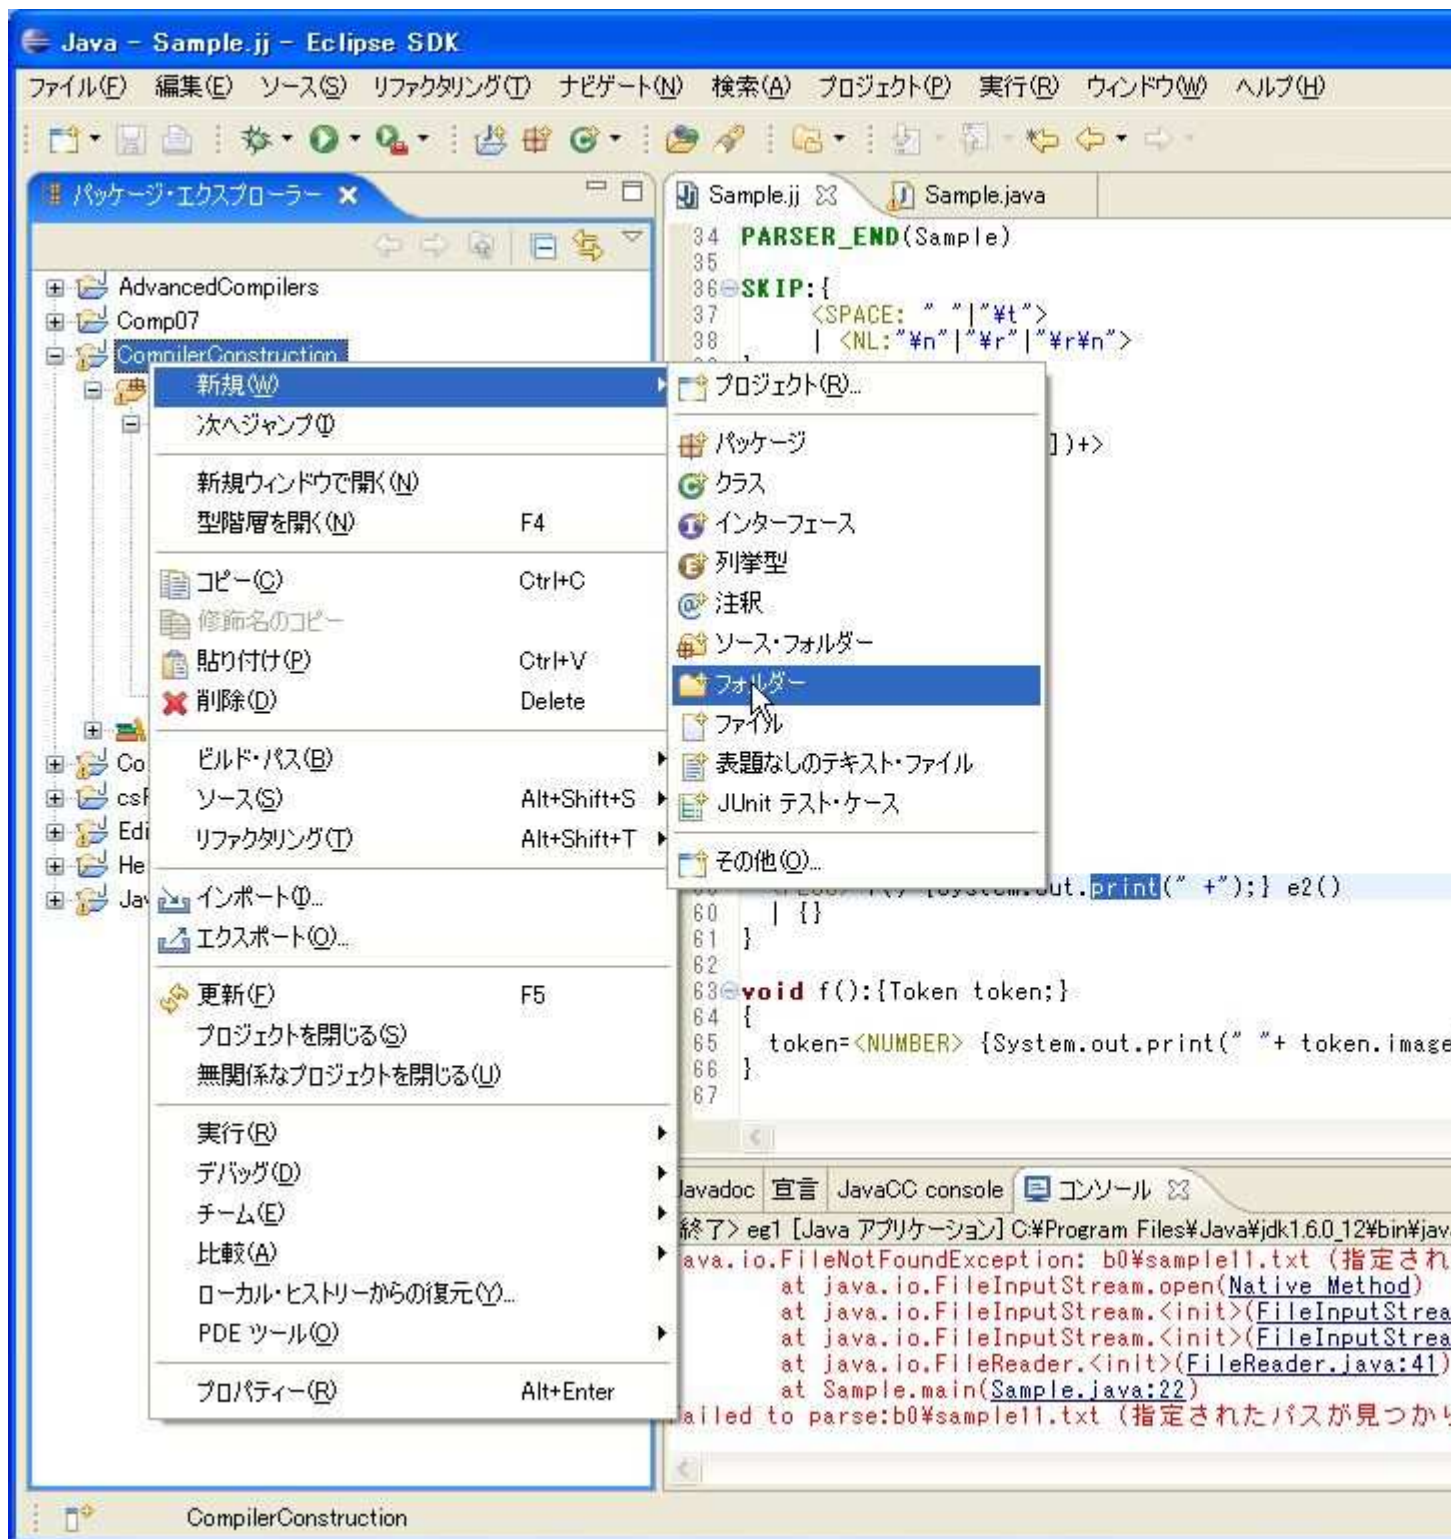 Java - Sample.jj - Eclipse SDK
ファイル(F) 編集(E) ソース(S) リファクタリング(T) ナビゲート(N) 検索(A) プロジェクト(P) 実行(R) ウィンドウ(W) ヘルプ(H)
パッケージ・エクスプローラー
Sample.jj Sample.java
AdvancedCompilers
Comp07
CompilerConstruction
Co
Edi
He
34 PARSER_END(Sample)
35
36 SKIP:{
37 <SPACE: " "|"¥t">
38 | <NL:"¥n"|"¥r"|"¥r¥n">
])+>
新規(W)
次へジャンプ(I)
新規ウィンドウで開く(N)
型階層を開く(N) F4
コピー(C) Ctrl+C
修飾名のコピー
貼り付け(P) Ctrl+V
削除(D) Delete
ビルド・パス(B)
ソース(S) Alt+Shift+S
リファクタリング(T) Alt+Shift+T
インポート(I)...
エクスポート(O)...
更新(F) F5
プロジェクトを閉じる(S)
無関係なプロジェクトを閉じる(U)
実行(R)
デバッグ(D)
チーム(E)
比較(A)
ローカル・ヒストリーからの復元(Y)...
PDE ツール(O)
プロパティー(R) Alt+Enter
プロジェクト(R)...
パッケージ
クラス
インターフェース
列挙型
注釈
ソース・フォルダー
フォルダー
ファイル
表題なしのテキスト・ファイル
JUnit テスト・ケース
その他(O)...
print(" +");} e2()
60 | {}
61 }
62
63 void f():{Token token;}
64 {
65 token=<NUMBER> {System.out.print(" "+ token.image
66 }
67
Javadoc 宣言 JavaCC console コンソール
終了> eg1 [Java アプリケーション] C:¥Program Files¥Java¥jdk1.6.0_12¥bin¥jav
ava.io.FileNotFoundException: b0¥sample11.txt (指定され
at java.io.FileInputStream.open(Native Method)
at java.io.FileInputStream.<init>(FileInputStrea
at java.io.FileInputStream.<init>(FileInputStrea
at java.io.FileReader.<init>(FileReader.java:41)
at Sample.main(Sample.java:22)
ailed to parse:b0¥sample11.txt (指定されたパスが見つか
CompilerConstruction